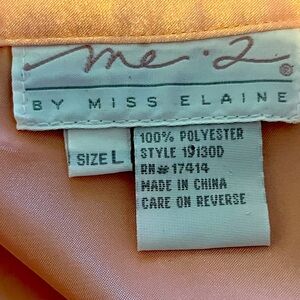 me·2®
BY MISS ELAINE
SIZE L
100% POLYESTER
STYLE 19130D
RN#17414
MADE IN CHINA
CARE ON REVERSE